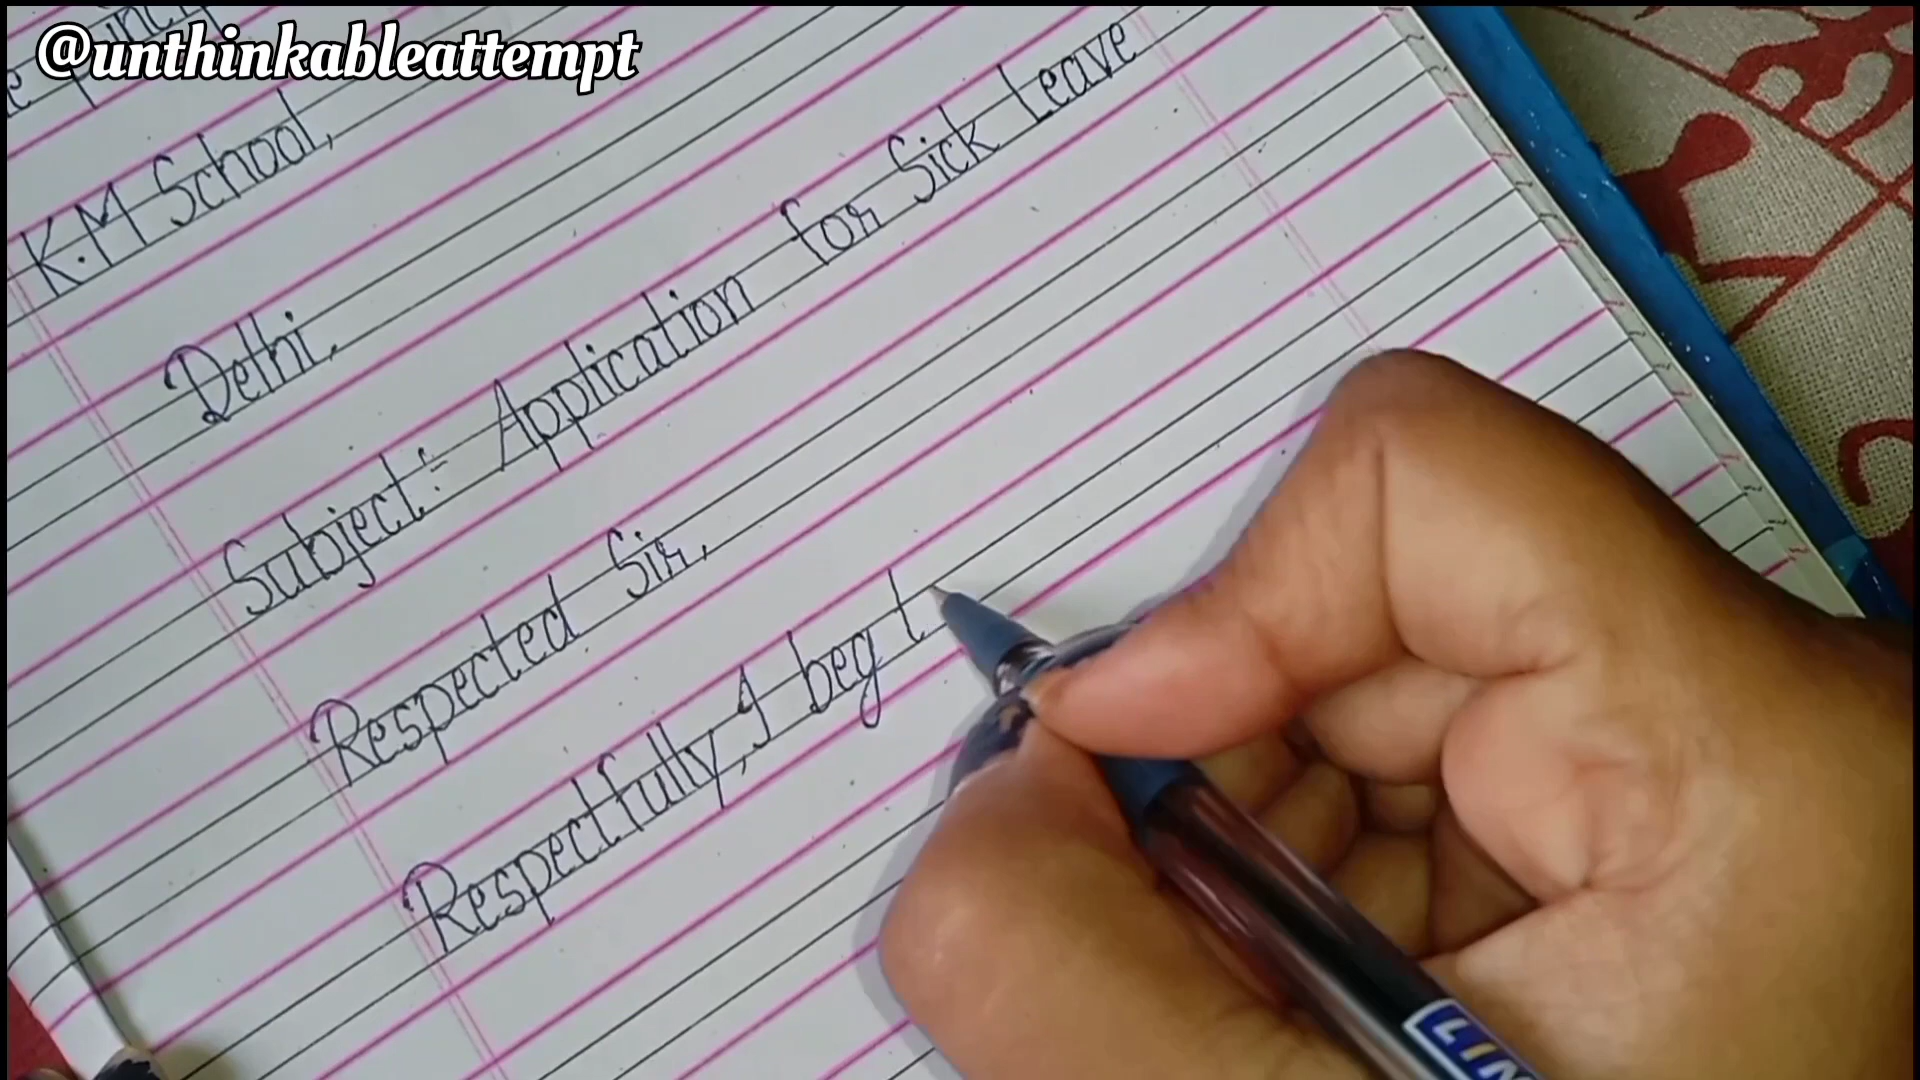 @unthinkableattempt
K.M School,
Delhi.
Subject:- Application for Sick Leave
Respected Sir,
Respectfully, I beg t